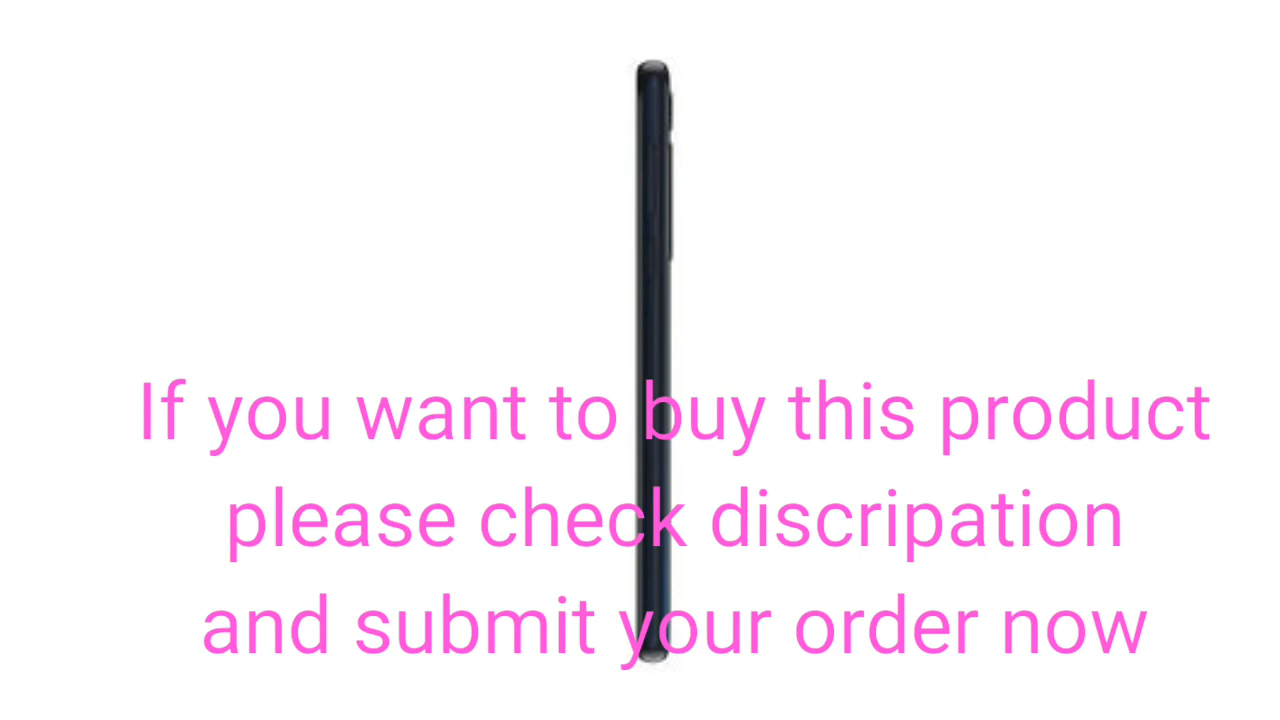 If you want to buy this product
please check discripation
and submit your order now